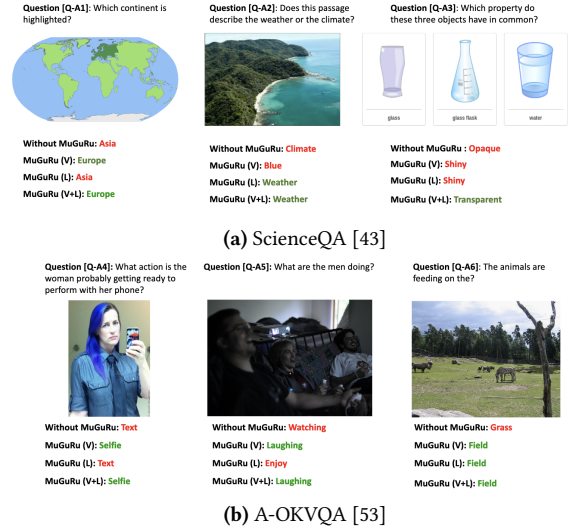 Question [Q-A1]: Which continent is
highlighted?
Without MuGuRu: Asia
MuGuRu (V): Europe
MuGuRu (L): Asia
MuGuRu (V+L): Europe
Question [Q-A2]: Does this passage
describe the weather or the climate?
Without MuGuRu: Climate
MuGuRu (V): Blue
MuGuRu (L): Weather
MuGuRu (V+L): Weather
Question [Q-A3]: Which property do
these three objects have in common?
glass
glass flask
water
Without MuGuRu : Opaque
MuGuRu (V): Shiny
MuGuRu (L): Shiny
MuGuRu (V+L): Transparent
(a) ScienceQA [43]
Question [Q-A4]: What action is the
woman probably getting ready to
perform with her phone?
Without MuGuRu: Text
MuGuRu (V): Selfie
MuGuRu (L): Text
MuGuRu (V+L): Selfie
Question [Q-A5]: What are the men doing?
Without MuGuRu: Watching
MuGuRu (V): Laughing
MuGuRu (L): Enjoy
MuGuRu (V+L): Laughing
Question [Q-A6]: The animals are
feeding on the?
Without MuGuRu: Grass
MuGuRu (V): Field
MuGuRu (L): Field
MuGuRu (V+L): Field
(b) A-OKVQA [53]